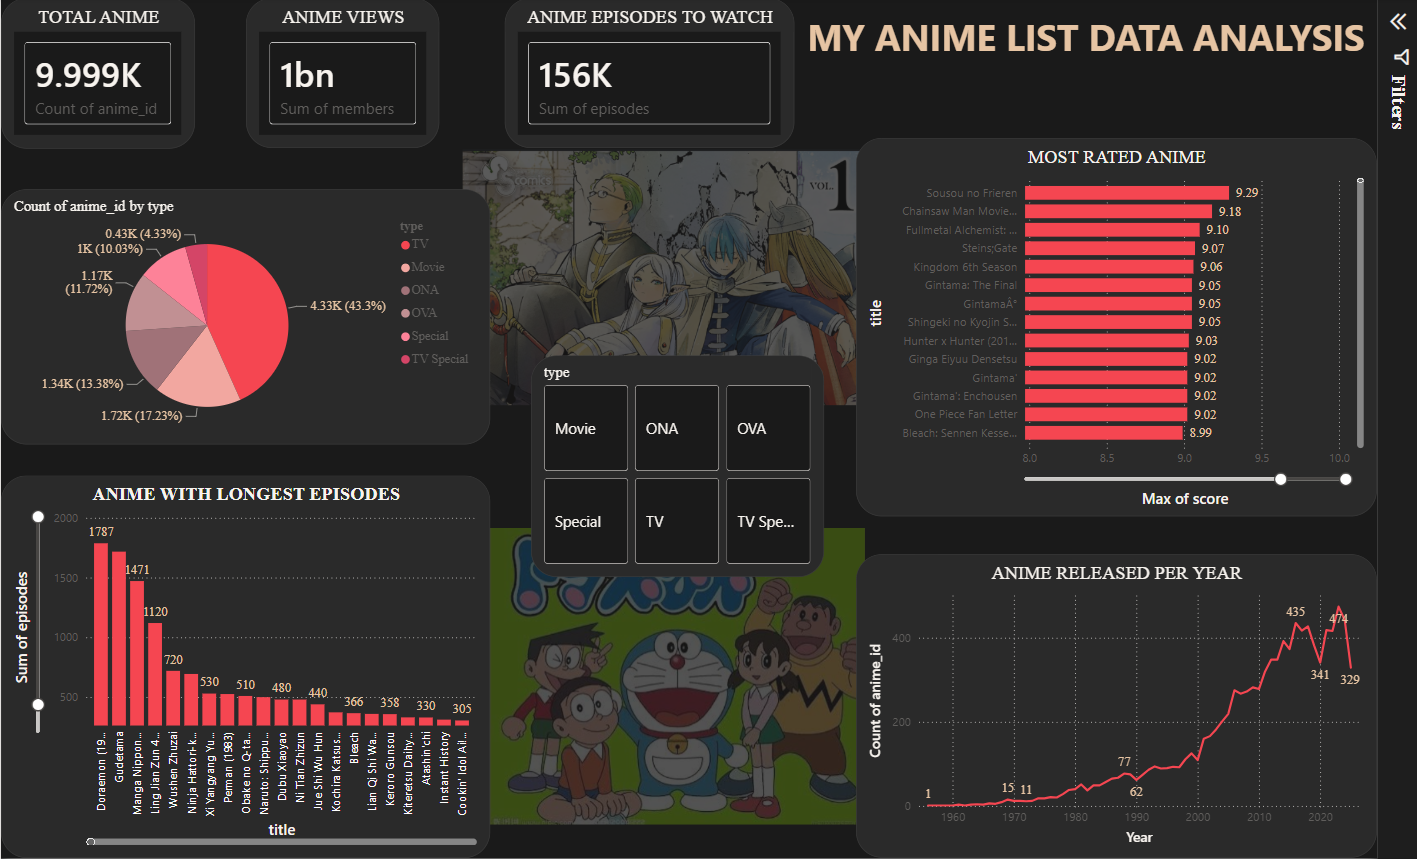 TOTAL ANIME
9.999K
Count of anime_id
ANIME VIEWS
1bn
Sum of members
ANIME EPISODES TO WATCH
156K
Sum of episodes
MY ANIME LIST DATA ANALYSIS
Filters
Count of anime_id by type
0.43K (4.33%)
1K (10.03%)
1.17K
(11.72%)
1.34K (13.38%)
1.72K (17.23%)
4.33K (43.3%)
type
TV
Movie
ONA
OVA
Special
TV Special
VOL.
1
type
Movie
ONA
OVA
Special
TV
TV Spe...
MOST RATED ANIME
title
Sousou no Frieren
9.29
Chainsaw Man Movie...
9.18
Fullmetal Alchemist: ...
9.10
Steins;Gate
9.07
Kingdom 6th Season
9.06
Gintama: The Final
9.05
GintamaÂ°
9.05
Shingeki no Kyojin S...
9.05
Hunter x Hunter (201...
9.03
Ginga Eiyuu Densetsu
9.02
Gintama'
9.02
Gintama': Enchousen
9.02
One Piece Fan Letter
9.02
Bleach: Sennen Kesse...
8.99
8.0
8.5
9.0
9.5
10.0
Max of score
ANIME WITH LONGEST EPISODES
Sum of episodes
2000
1500
1000
500
1787
1471
1120
720
530
510
480
440
366
358
330
305
Doraemon (19...
Gudetama
Manga Nippon...
Ling Jian Zun 4...
Wushen Zhuzai
Ninja Hattori-k...
Xi Yangyang Yu...
Perman (1983)
Obake no Q-ta...
Naruto: Shippu...
Dubu Xiaoyao
Ni Tian Zhizun
Jue Shi Wu Hun
Kochira Katsus...
Bleach
Lian Qi Shi Wa...
Keroro Gunsou
Kiteretsu Daihy...
Atashin'chi
Instant History
Cookin' Idol Ai!...
title
ANIME RELEASED PER YEAR
Count of anime_id
400
200
0
1
15
11
77
62
435
341
474
329
1960
1970
1980
1990
2000
2010
2020
Year